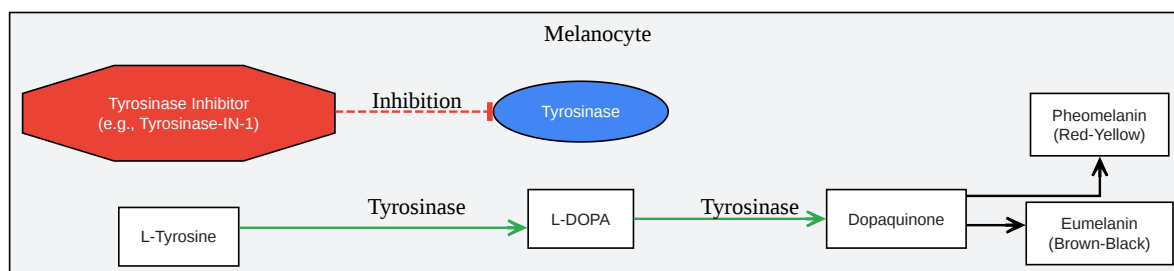 Melanocyte
Tyrosinase Inhibitor
(e.g., Tyrosinase-IN-1)
Inhibition
Tyrosinase
Pheomelanin
(Red-Yellow)
L-Tyrosine
Tyrosinase
L-DOPA
Tyrosinase
Dopaquinone
Eumelanin
(Brown-Black)